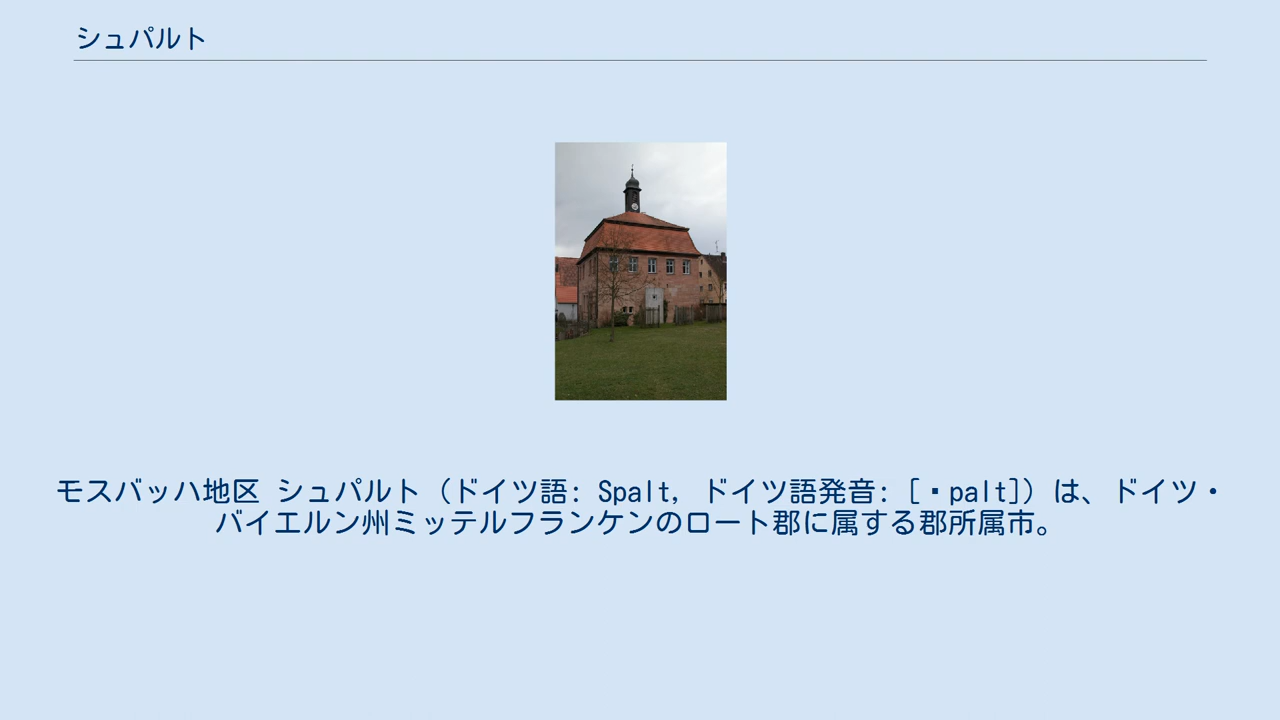 シュパルト
モスバッハ地区 シュパルト (ドイツ語: Spalt, ドイツ語発音: [▪palt]) は、ドイツ・
バイエルン州ミッテルフランケンのロート郡に属する郡所属市。